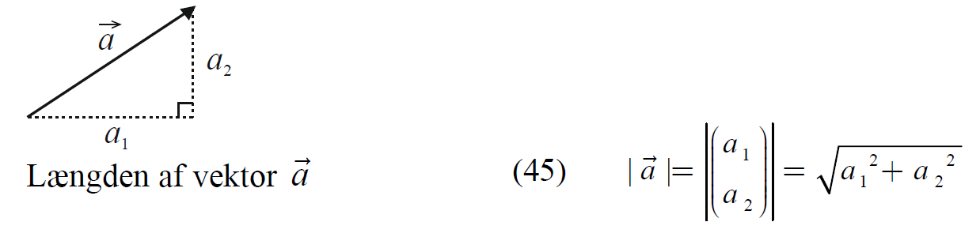 a⃗
a₂
a₁
Længden af vektor a⃗ (45) | a⃗ |= |(a₁ a₂)| = √(a₁² + a₂²)